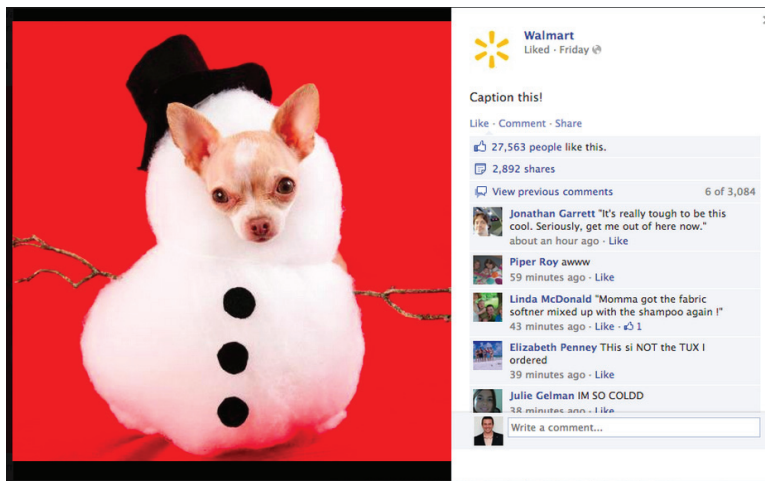 Walmart
Liked · Friday
Caption this!
Like · Comment · Share
27,563 people like this.
2,892 shares
View previous comments 6 of 3,084
Jonathan Garrett "It's really tough to be this
cool. Seriously, get me out of here now."
about an hour ago · Like
Piper Roy awww
59 minutes ago · Like
Linda McDonald "Momma got the fabric
softner mixed up with the shampoo again !"
43 minutes ago · Like · 1
Elizabeth Penney THis si NOT the TUX I
ordered
39 minutes ago · Like
Julie Gelman IM SO COLDD
38 minutes ago · Like
Write a comment...